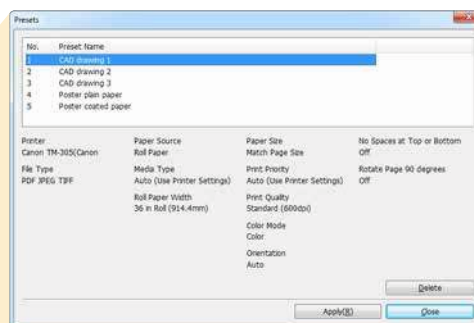 Presets
No. Preset Name
1 CAD drawing 1
2 CAD drawing 2
3 CAD drawing 3
4 Poster plain paper
5 Poster coated paper
Printer
Canon TM-305(Canon
File Type
PDF JPEG TIFF
Paper Source
Roll Paper
Media Type
Auto (Use Printer Settings)
Roll Paper Width
36 in Roll (914.4mm)
Paper Size
Match Page Size
Print Priority
Auto (Use Printer Settings)
Print Quality
Standard (600dpi)
Color Mode
Color
Orientation
Auto
No Spaces at Top or Bottom
Off
Rotate Page 90 degrees
Off
Delete
Apply(R)
Close